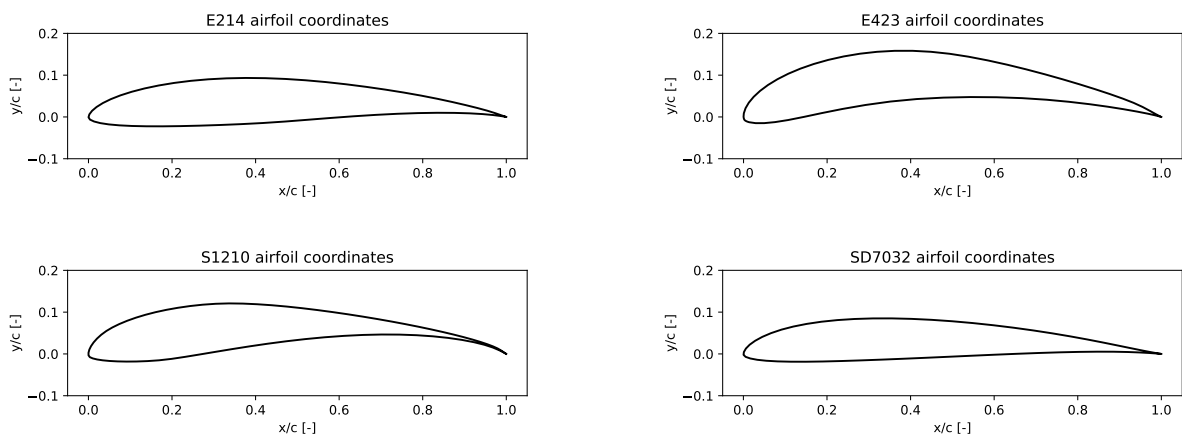 E214 airfoil coordinates
0.2
0.1
0.0
−0.1
y/c [-]
0.0 0.2 0.4 0.6 0.8 1.0
x/c [-]
E423 airfoil coordinates
0.2
0.1
0.0
−0.1
y/c [-]
0.0 0.2 0.4 0.6 0.8 1.0
x/c [-]
S1210 airfoil coordinates
0.2
0.1
0.0
−0.1
y/c [-]
0.0 0.2 0.4 0.6 0.8 1.0
x/c [-]
SD7032 airfoil coordinates
0.2
0.1
0.0
−0.1
y/c [-]
0.0 0.2 0.4 0.6 0.8 1.0
x/c [-]